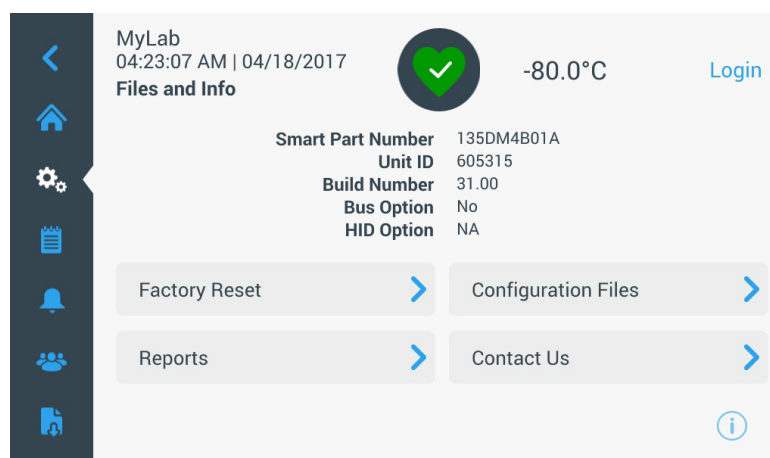 MyLab
04:23:07 AM | 04/18/2017
Files and Info
-80.0°C
Login
Smart Part Number 135DM4B01A
Unit ID 605315
Build Number 31.00
Bus Option No
HID Option NA
Factory Reset
Configuration Files
Reports
Contact Us
i